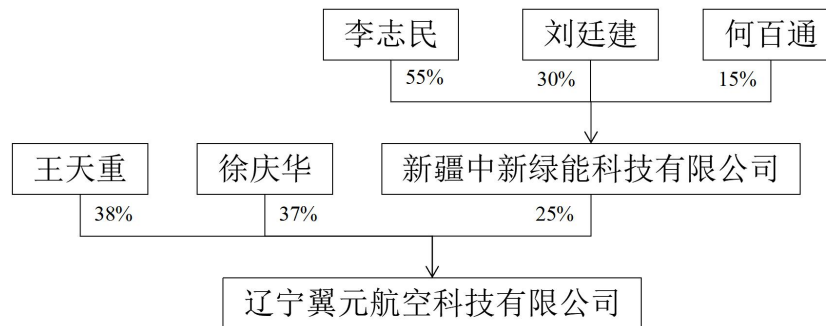 李志民 刘廷建 何百通
55% 30% 15%
王天重 徐庆华 新疆中新绿能科技有限公司
38% 37% 25%
辽宁翼元航空科技有限公司